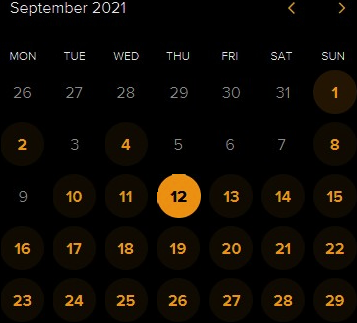 September 2021 < >
MON TUE WED THU FRI SAT SUN
26 27 28 29 30 31 1
2 3 4 5 6 7 8
9 10 11 12 13 14 15
16 17 18 19 20 21 22
23 24 25 26 27 28 29